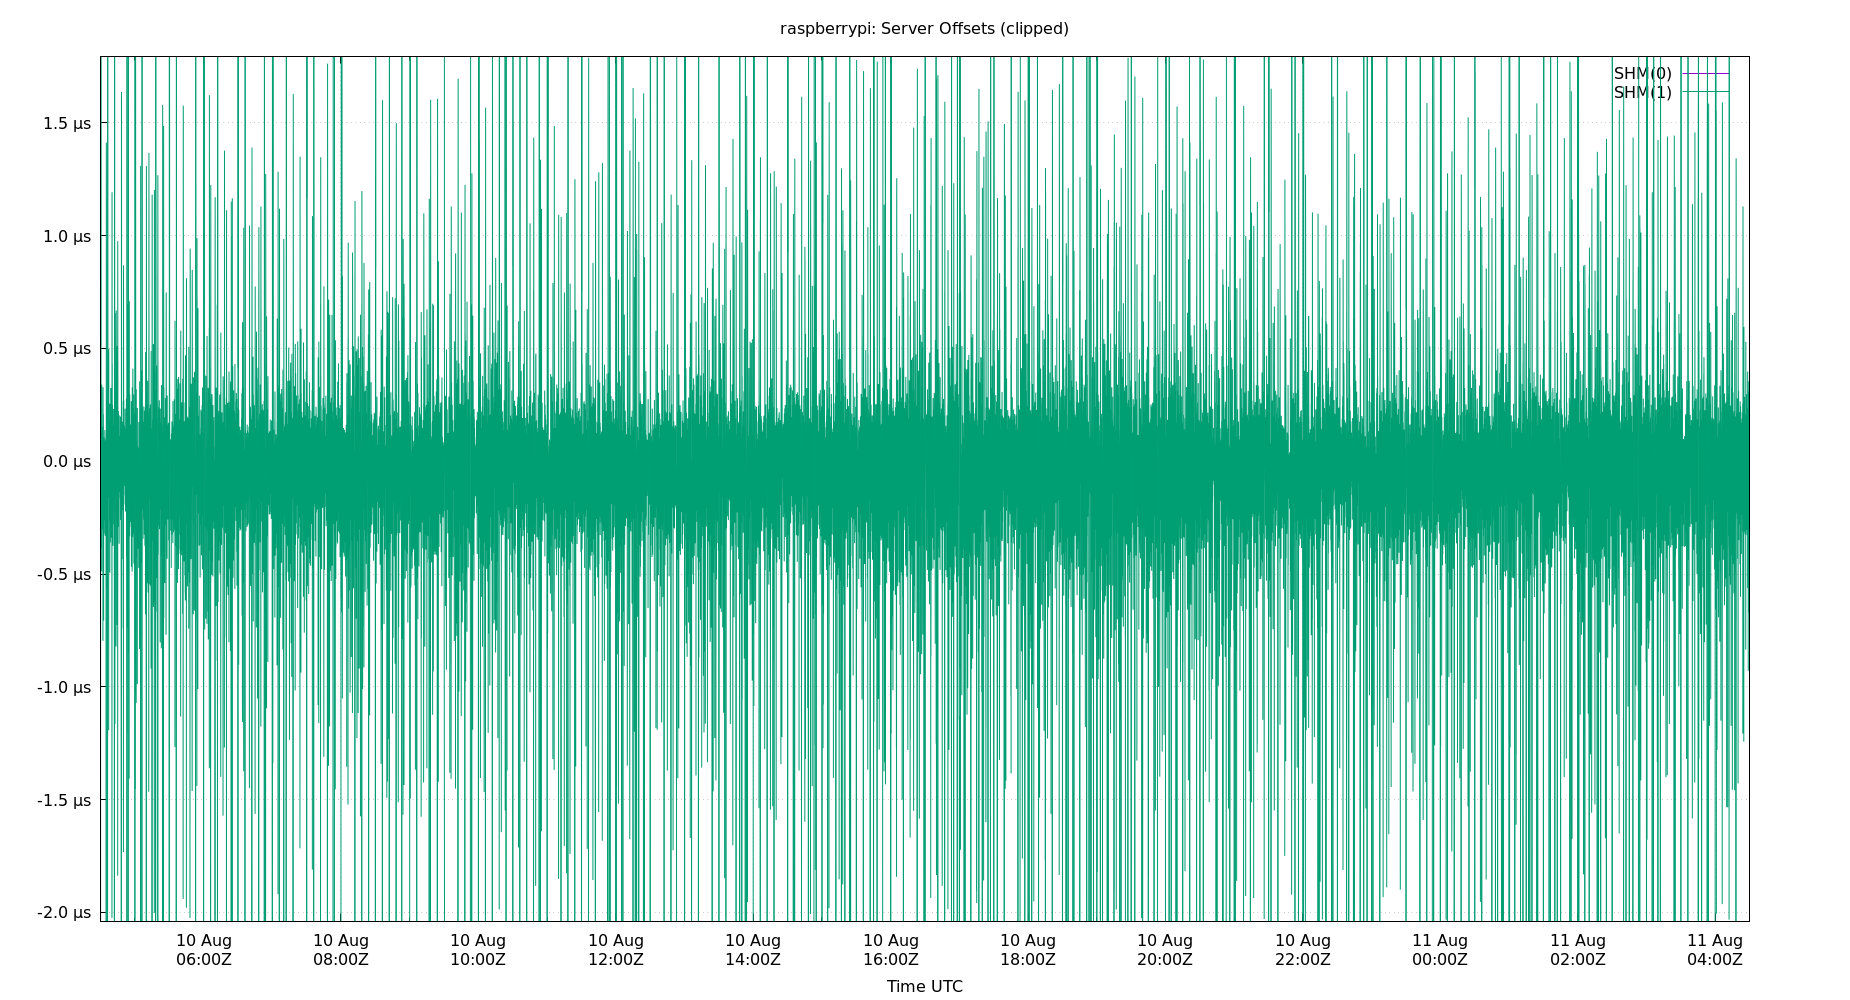 raspberrypi: Server Offsets (clipped)
SHM(0)
SHM(1)
1.5 µs
1.0 µs
0.5 µs
0.0 µs
-0.5 µs
-1.0 µs
-1.5 µs
-2.0 µs
10 Aug 10 Aug 10 Aug 10 Aug 10 Aug 10 Aug 10 Aug 10 Aug 10 Aug 11 Aug 11 Aug 11 Aug
06:00Z 08:00Z 10:00Z 12:00Z 14:00Z 16:00Z 18:00Z 20:00Z 22:00Z 00:00Z 02:00Z 04:00Z
Time UTC